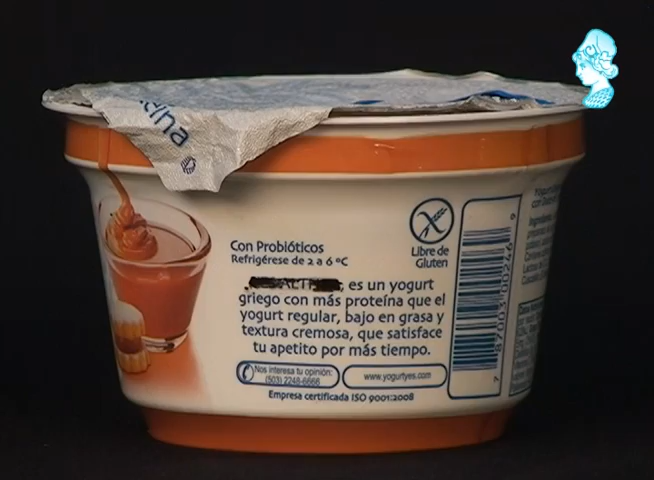 Con Probióticos
Refrigérese de 2 a 6 ºC
Libre de
Gluten
es un yogurt
griego con más proteína que el
yogurt regular, bajo en grasa y
textura cremosa, que satisface
tu apetito por más tiempo.
Nos interesa tu opinión:
(503) 2248-6666
www.yogurtyes.com
Empresa certificada ISO 9001:2008